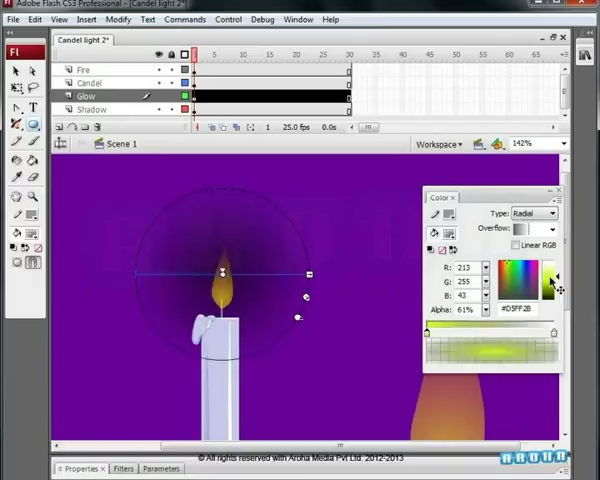 Adobe Flash CS3 Professional - [Candel light 2*]
File Edit View Insert Modify Text Commands Control Debug Window Help
Candel light 2*
5 10 15 20 25 30 35 40 45 50 55 60 65
Fire
Candel
Glow
Shadow
1 25.0 fps 0.0s
Scene 1
Workspace
142%
Color
Type: Radial
Overflow:
Linear RGB
R: 213
G: 255
B: 43
Alpha: 61%
#D5FF2B
© All rights reserved with Aroha Media Pvt Ltd. 2012-2013
AROHA
Properties Filters Parameters
Fl
T